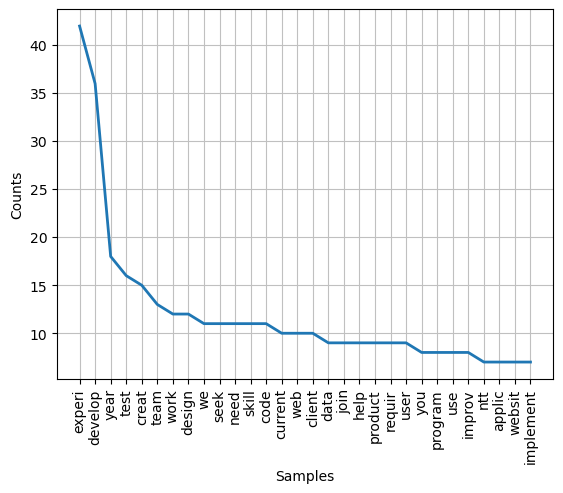 40
35
30
25
20
15
10
Counts
experi
develop
year
test
creat
team
work
design
we
seek
need
skill
code
current
web
client
data
join
help
product
requir
user
you
program
use
improv
ntt
applic
websit
implement
Samples